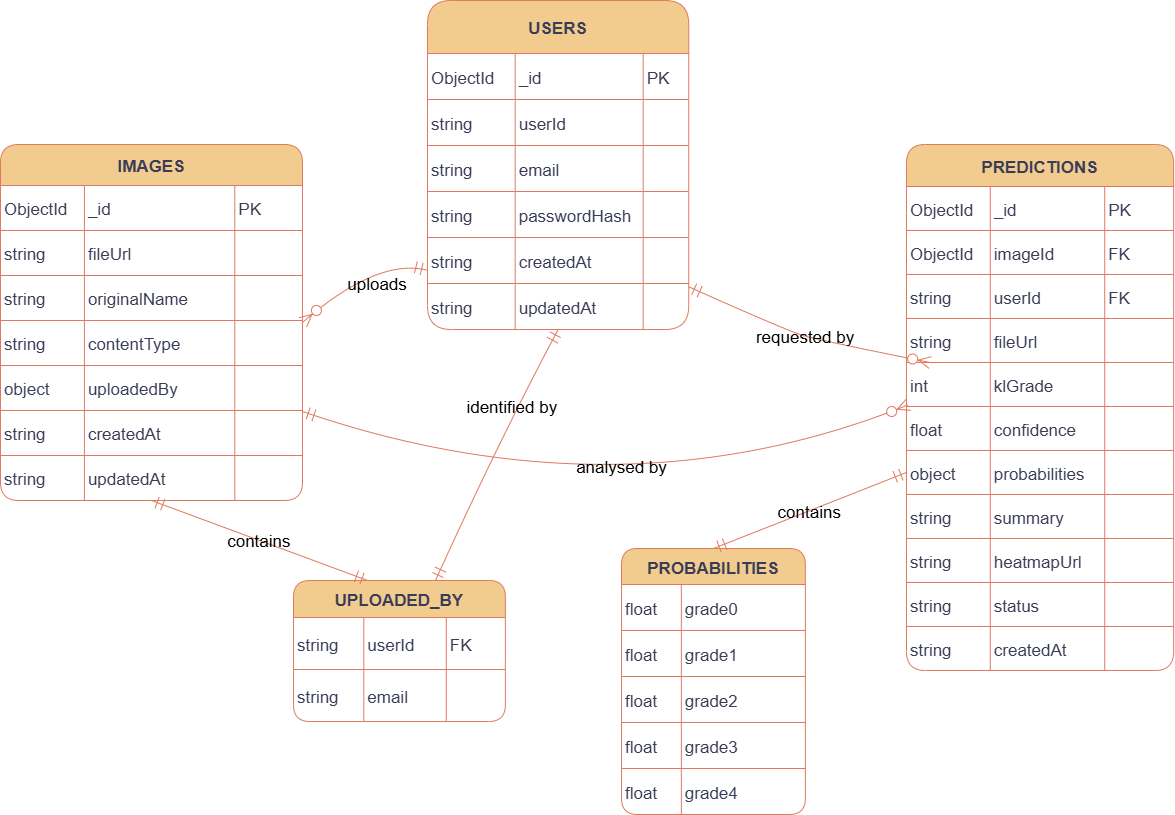 USERS
ObjectId _id PK
string userId
string email
string passwordHash
string createdAt
string updatedAt
IMAGES
ObjectId _id PK
string fileUrl
string originalName
string contentType
object uploadedBy
string createdAt
string updatedAt
PREDICTIONS
ObjectId _id PK
ObjectId imageId FK
string userId FK
string fileUrl
int klGrade
float confidence
object probabilities
string summary
string heatmapUrl
string status
string createdAt
uploads
requested by
identified by
analysed by
contains
contains
UPLOADED_BY
string userId FK
string email
PROBABILITIES
float grade0
float grade1
float grade2
float grade3
float grade4